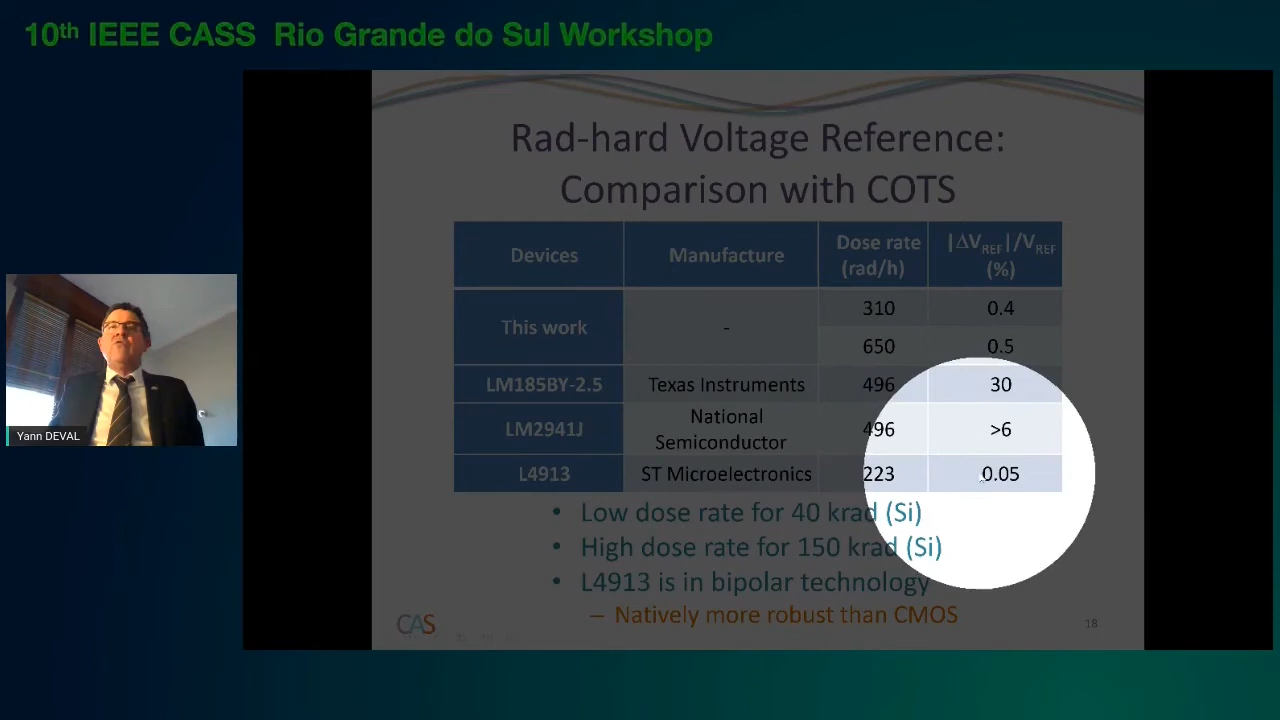 10th IEEE CASS Rio Grande do Sul Workshop
Rad-hard Voltage Reference:
Comparison with COTS
Devices Manufacture Dose rate (rad/h) |ΔVREF|/VREF (%)
This work - 310 0.4
650 0.5
LM185BY-2.5 Texas Instruments 496 30
LM2941J National Semiconductor 496 >6
L4913 ST Microelectronics 223 0.05
• Low dose rate for 40 krad (Si)
• High dose rate for 150 krad (Si)
• L4913 is in bipolar technology
– Natively more robust than CMOS
CAS
18
Yann DEVAL